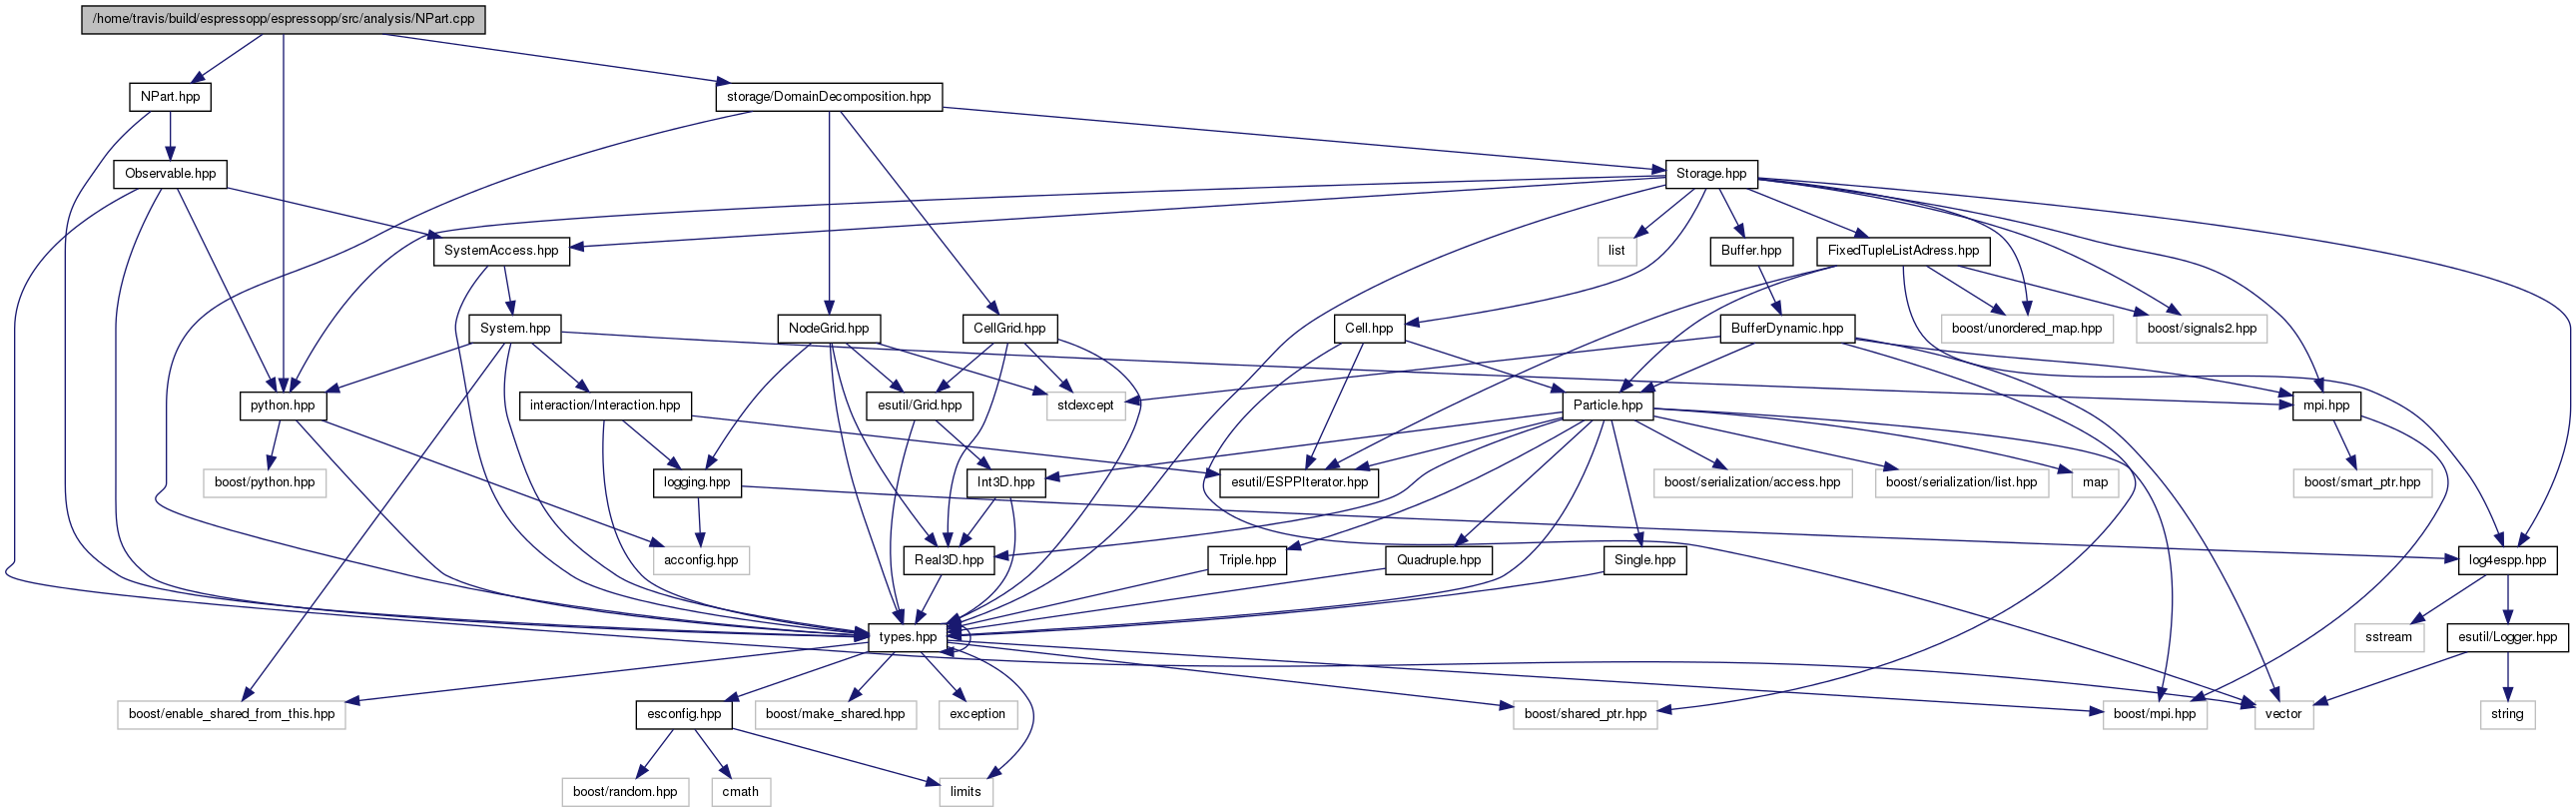 /home/travis/build/espressopp/espressopp/src/analysis/NPart.cpp
NPart.hpp
storage/DomainDecomposition.hpp
Observable.hpp
Storage.hpp
SystemAccess.hpp
list
Buffer.hpp
FixedTupleListAdress.hpp
System.hpp
NodeGrid.hpp
CellGrid.hpp
Cell.hpp
BufferDynamic.hpp
boost/unordered_map.hpp
boost/signals2.hpp
python.hpp
interaction/Interaction.hpp
esutil/Grid.hpp
stdexcept
Particle.hpp
mpi.hpp
boost/python.hpp
logging.hpp
Int3D.hpp
esutil/ESPPIterator.hpp
boost/serialization/access.hpp
boost/serialization/list.hpp
map
boost/smart_ptr.hpp
acconfig.hpp
Real3D.hpp
Triple.hpp
Quadruple.hpp
Single.hpp
log4espp.hpp
types.hpp
sstream
esutil/Logger.hpp
boost/enable_shared_from_this.hpp
esconfig.hpp
boost/make_shared.hpp
exception
boost/shared_ptr.hpp
boost/mpi.hpp
vector
string
boost/random.hpp
cmath
limits